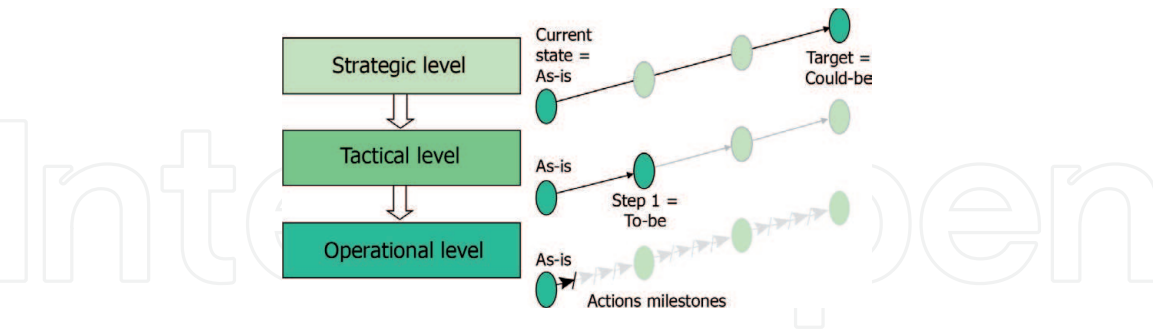 Strategic level
Current
state =
As-is
Target =
Could-be
Tactical level
As-is
Step 1 =
To-be
Operational level
As-is
Actions milestones